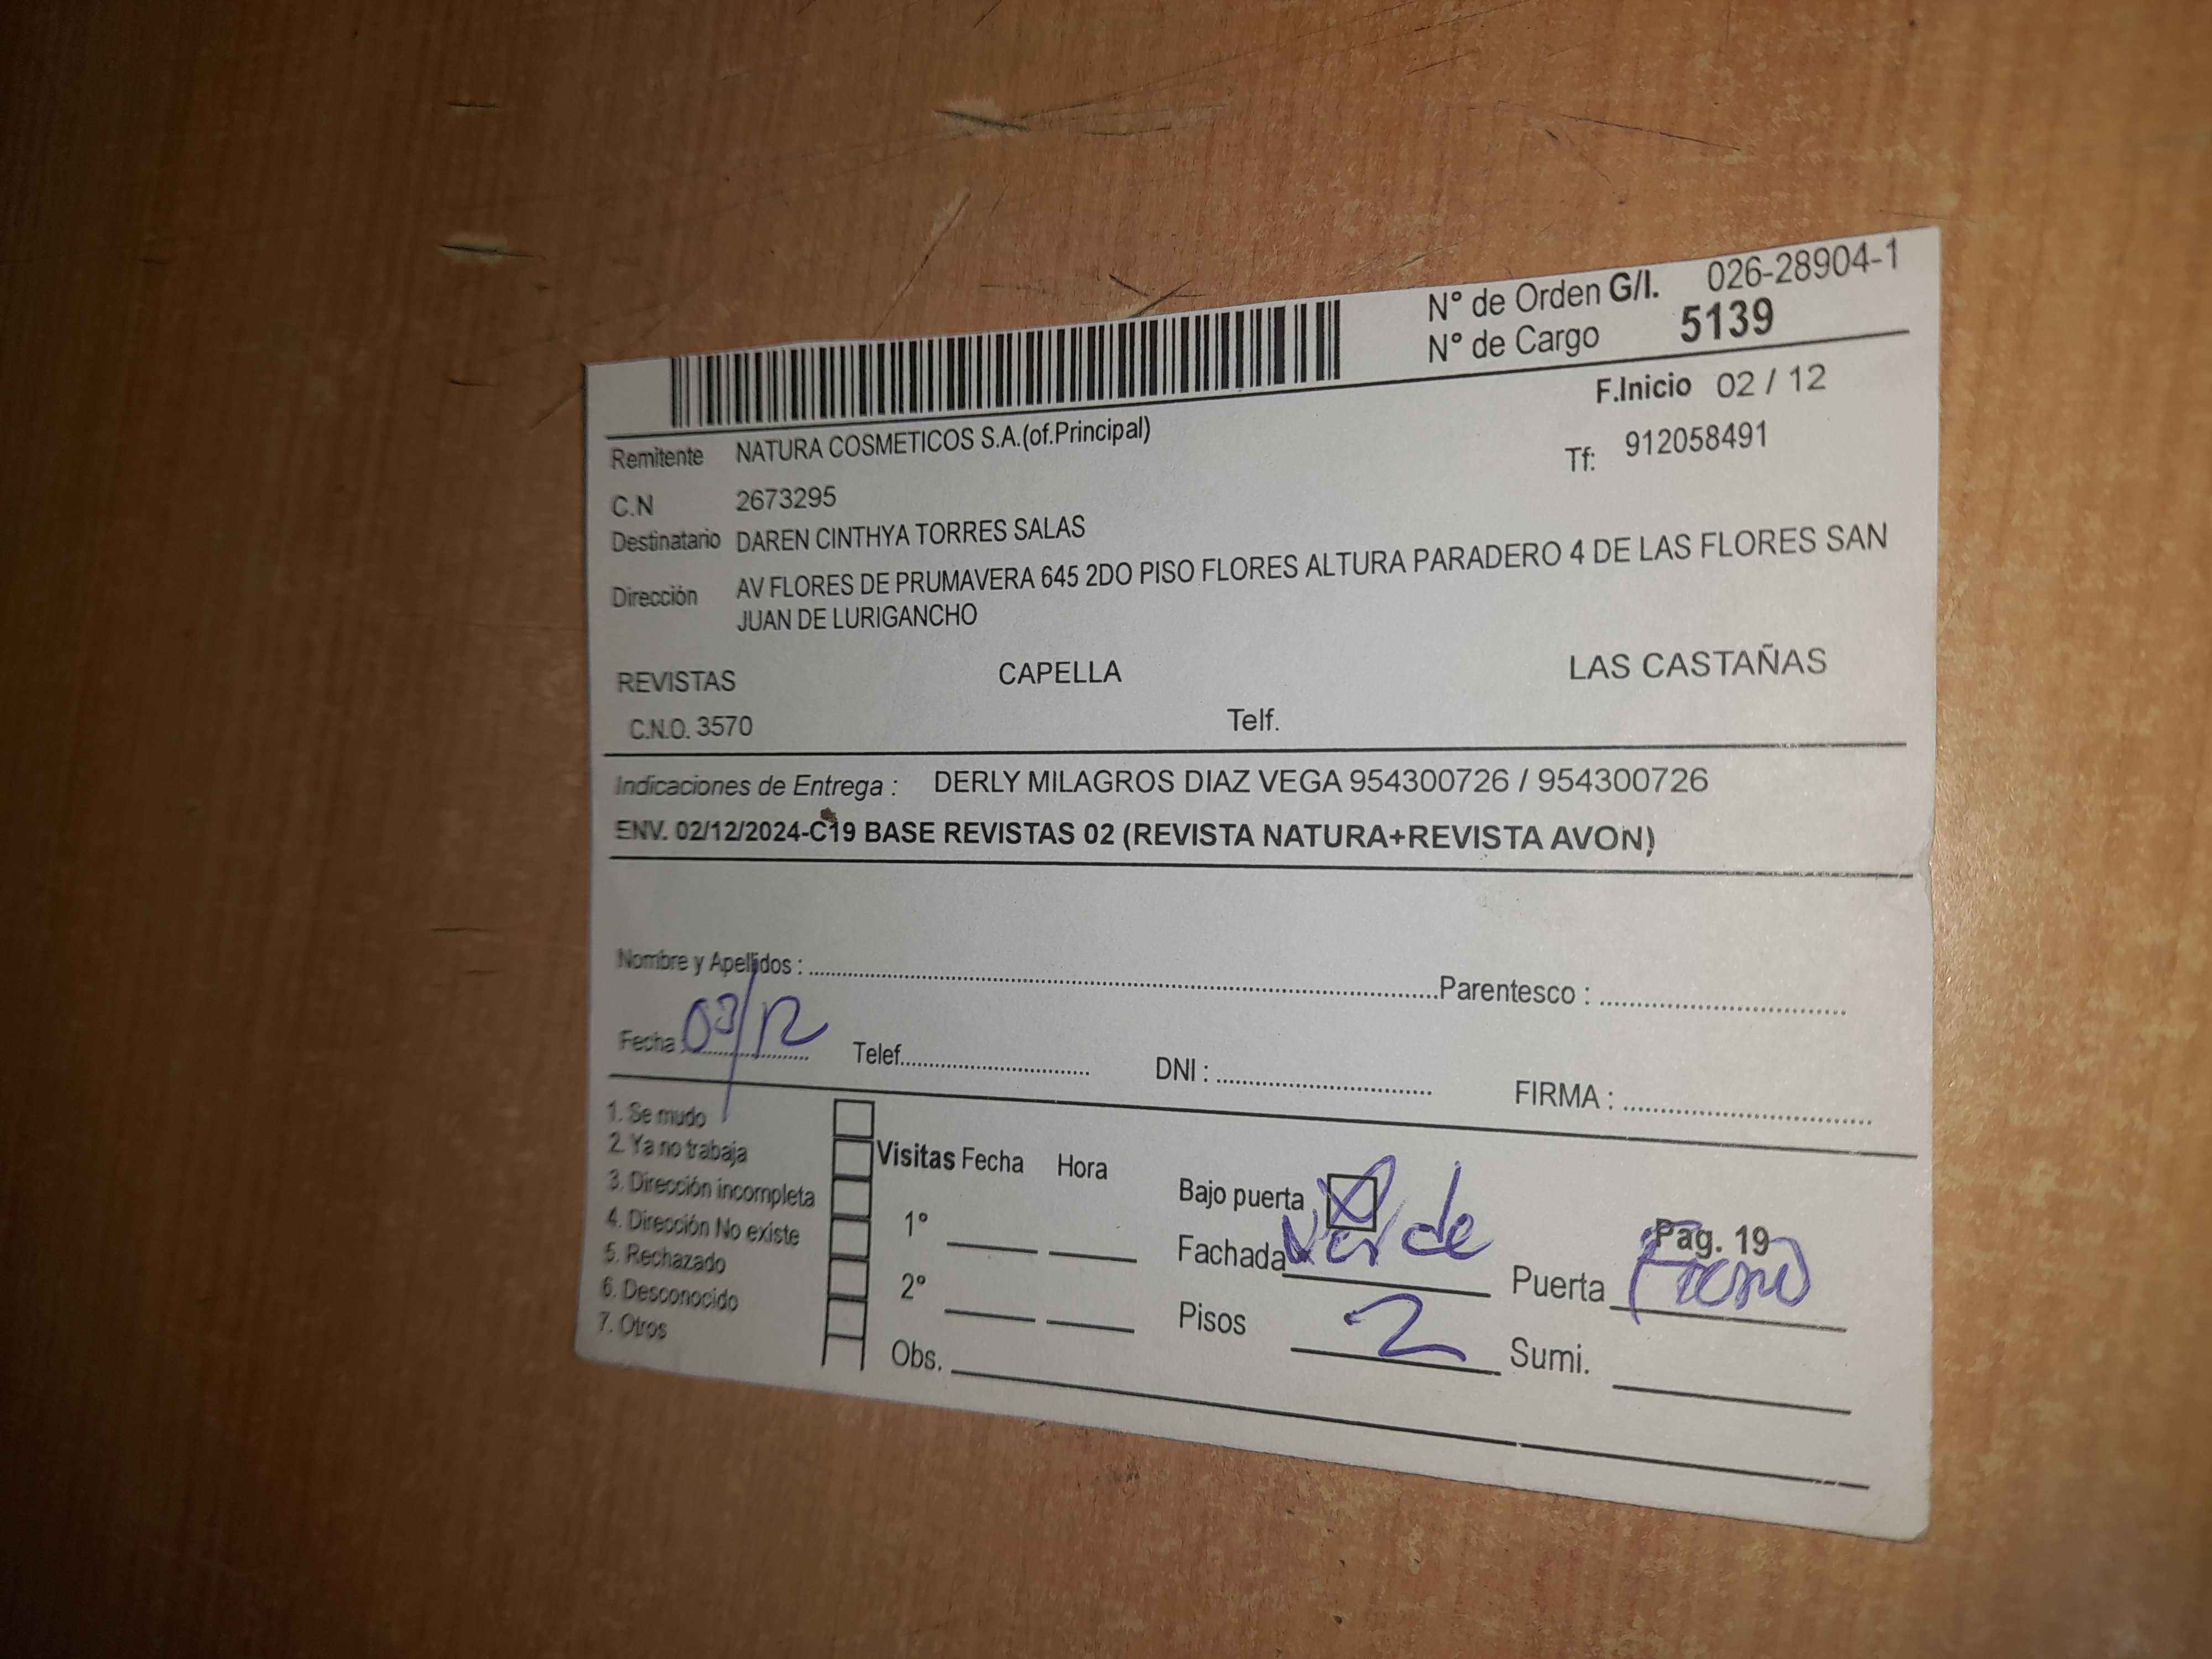 N° de Orden G/I. 026-28904-1
N° de Cargo 5139
F.Inicio 02 / 12
Remitente NATURA COSMETICOS S.A.(of.Principal)
Tf: 912058491
C.N 2673295
Destinatario DAREN CINTHYA TORRES SALAS
Dirección AV FLORES DE PRUMAVERA 645 2DO PISO FLORES ALTURA PARADERO 4 DE LAS FLORES SAN
JUAN DE LURIGANCHO
REVISTAS CAPELLA LAS CASTAÑAS
C.N.O. 3570 Telf.
Indicaciones de Entrega : DERLY MILAGROS DIAZ VEGA 954300726 / 954300726
ENV. 02/12/2024-C19 BASE REVISTAS 02 (REVISTA NATURA+REVISTA AVON)
Nombre y Apellidos : Parentesco :
Fecha 03/12 Telef. DNI : FIRMA :
1. Se mudo
2. Ya no trabaja
3. Dirección incompleta
4. Dirección No existe
5. Rechazado
6. Desconocido
7. Otros
Visitas Fecha Hora
1°
2°
Obs.
Bajo puerta
Pag. 19
Fachada Verde Puerta
Pisos 2 Sumi.